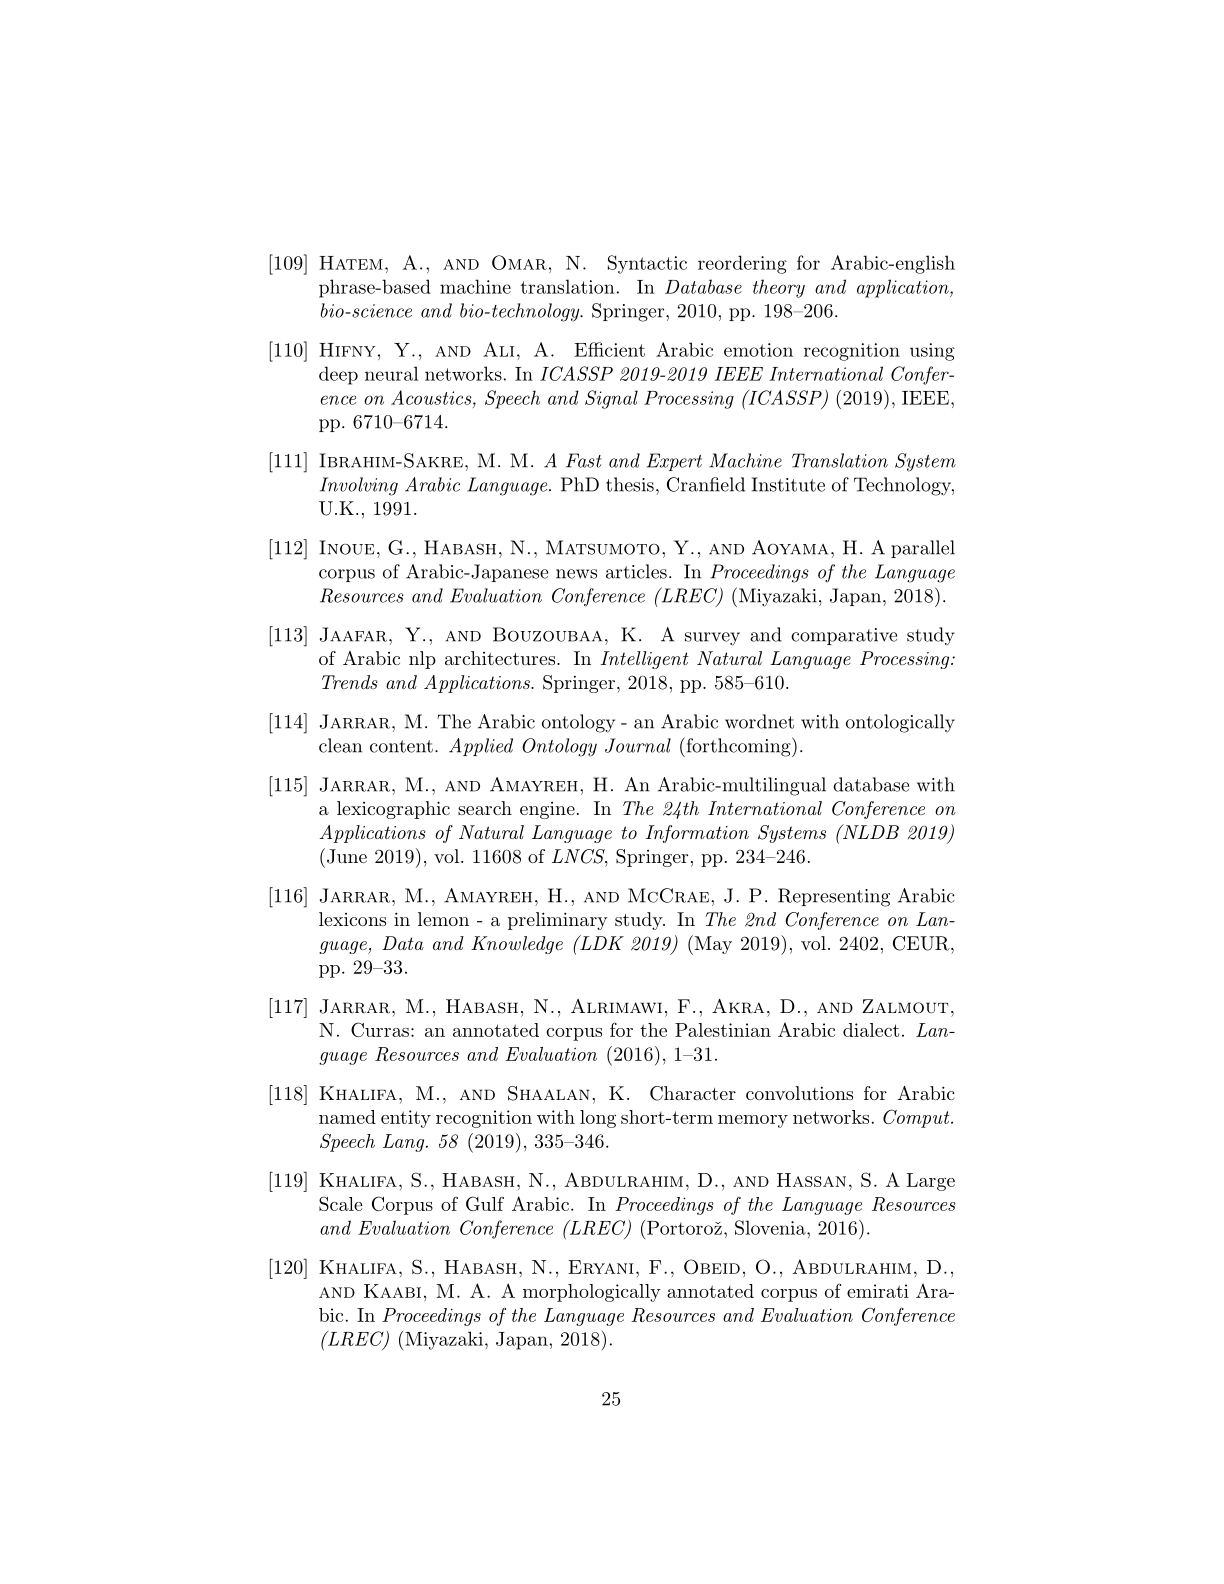 [109] Hatem, A., and Omar, N. Syntactic reordering for Arabic-english
phrase-based machine translation. In Database theory and application,
bio-science and bio-technology. Springer, 2010, pp. 198–206.
[110] Hifny, Y., and Ali, A. Efficient Arabic emotion recognition using
deep neural networks. In ICASSP 2019-2019 IEEE International Confer-
ence on Acoustics, Speech and Signal Processing (ICASSP) (2019), IEEE,
pp. 6710–6714.
[111] Ibrahim-Sakre, M. M. A Fast and Expert Machine Translation System
Involving Arabic Language. PhD thesis, Cranfield Institute of Technology,
U.K., 1991.
[112] Inoue, G., Habash, N., Matsumoto, Y., and Aoyama, H. A parallel
corpus of Arabic-Japanese news articles. In Proceedings of the Language
Resources and Evaluation Conference (LREC) (Miyazaki, Japan, 2018).
[113] Jaafar, Y., and Bouzoubaa, K. A survey and comparative study
of Arabic nlp architectures. In Intelligent Natural Language Processing:
Trends and Applications. Springer, 2018, pp. 585–610.
[114] Jarrar, M. The Arabic ontology - an Arabic wordnet with ontologically
clean content. Applied Ontology Journal (forthcoming).
[115] Jarrar, M., and Amayreh, H. An Arabic-multilingual database with
a lexicographic search engine. In The 24th International Conference on
Applications of Natural Language to Information Systems (NLDB 2019)
(June 2019), vol. 11608 of LNCS, Springer, pp. 234–246.
[116] Jarrar, M., Amayreh, H., and McCrae, J. P. Representing Arabic
lexicons in lemon - a preliminary study. In The 2nd Conference on Lan-
guage, Data and Knowledge (LDK 2019) (May 2019), vol. 2402, CEUR,
pp. 29–33.
[117] Jarrar, M., Habash, N., Alrimawi, F., Akra, D., and Zalmout,
N. Curras: an annotated corpus for the Palestinian Arabic dialect. Lan-
guage Resources and Evaluation (2016), 1–31.
[118] Khalifa, M., and Shaalan, K. Character convolutions for Arabic
named entity recognition with long short-term memory networks. Comput.
Speech Lang. 58 (2019), 335–346.
[119] Khalifa, S., Habash, N., Abdulrahim, D., and Hassan, S. A Large
Scale Corpus of Gulf Arabic. In Proceedings of the Language Resources
and Evaluation Conference (LREC) (Portorož, Slovenia, 2016).
[120] Khalifa, S., Habash, N., Eryani, F., Obeid, O., Abdulrahim, D.,
and Kaabi, M. A. A morphologically annotated corpus of emirati Ara-
bic. In Proceedings of the Language Resources and Evaluation Conference
(LREC) (Miyazaki, Japan, 2018).
25